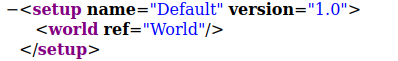 −<setup name="Default" version="1.0">
<world ref="World"/>
</setup>